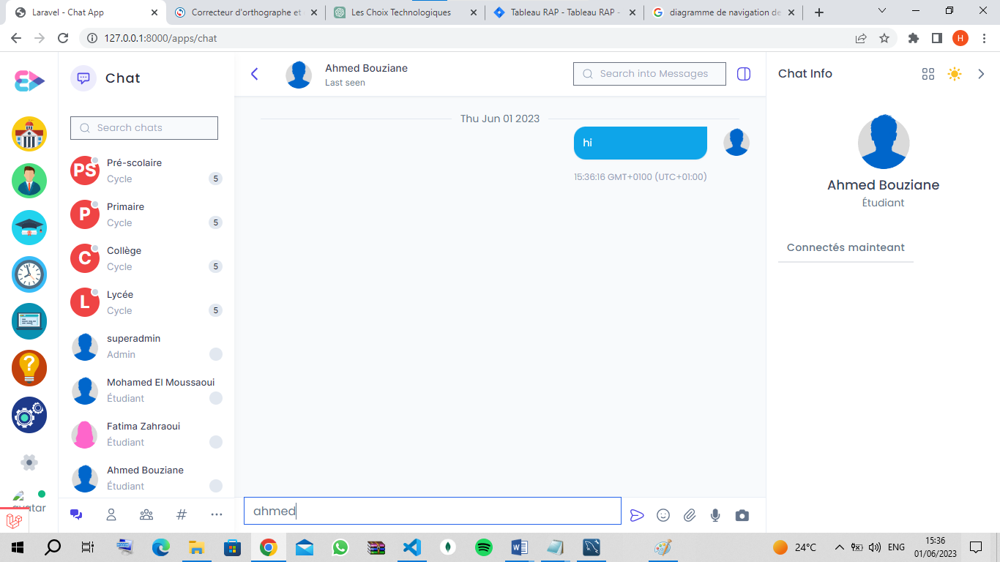 Laravel - Chat App
Correcteur d'orthographe et
Les Choix Technologiques
Tableau RAP - Tableau RAP -
diagramme de navigation de
127.0.0.1:8000/apps/chat
H
Chat
Search chats
PS
Pré-scolaire
Cycle
5
P
Primaire
Cycle
5
C
Collège
Cycle
5
L
Lycée
Cycle
5
superadmin
Admin
Mohamed El Moussaoui
Étudiant
Fatima Zahraoui
Étudiant
Ahmed Bouziane
Étudiant
avatar
Ahmed Bouziane
Last seen
Search into Messages
Thu Jun 01 2023
hi
15:36:16 GMT+0100 (UTC+01:00)
ahmed
Chat Info
Ahmed Bouziane
Étudiant
Connectés mainteant
24°C
ENG
15:36
01/06/2023